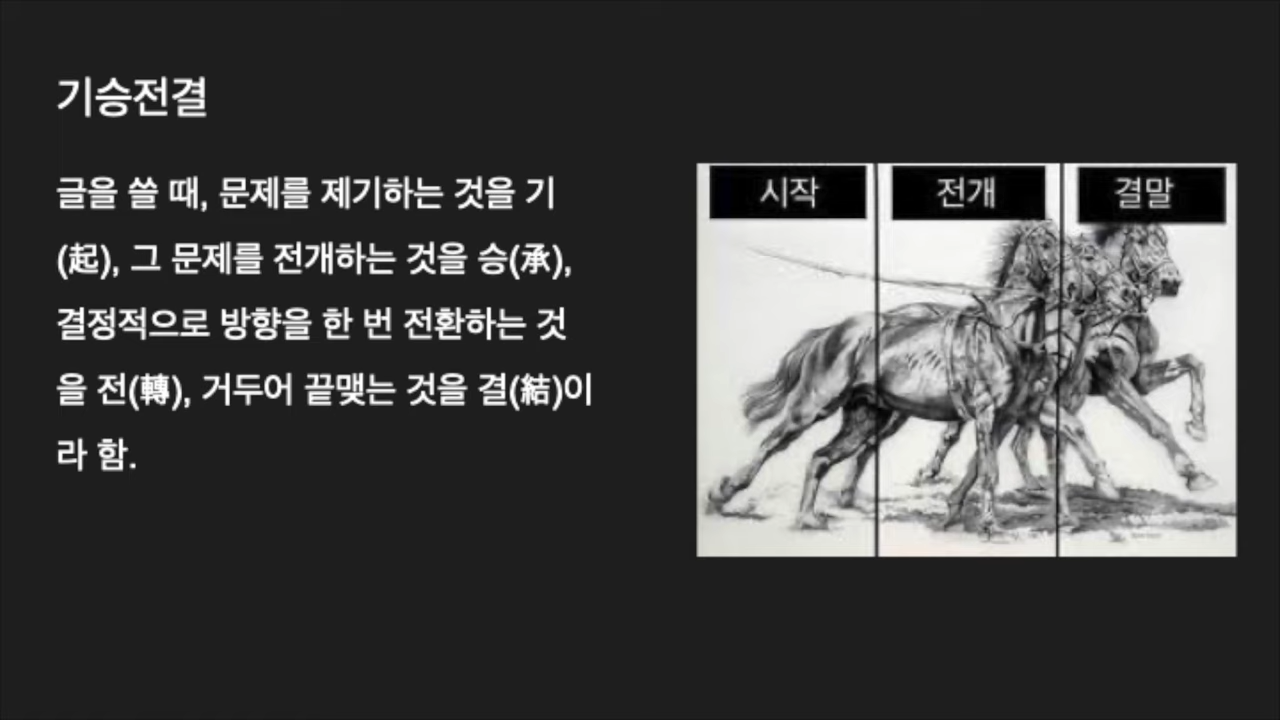 기승전결
글을 쓸 때, 문제를 제기하는 것을 기
(起), 그 문제를 전개하는 것을 승(承),
결정적으로 방향을 한 번 전환하는 것
을 전(轉), 거두어 끝맺는 것을 결(結)이
라 함.
시작 전개 결말